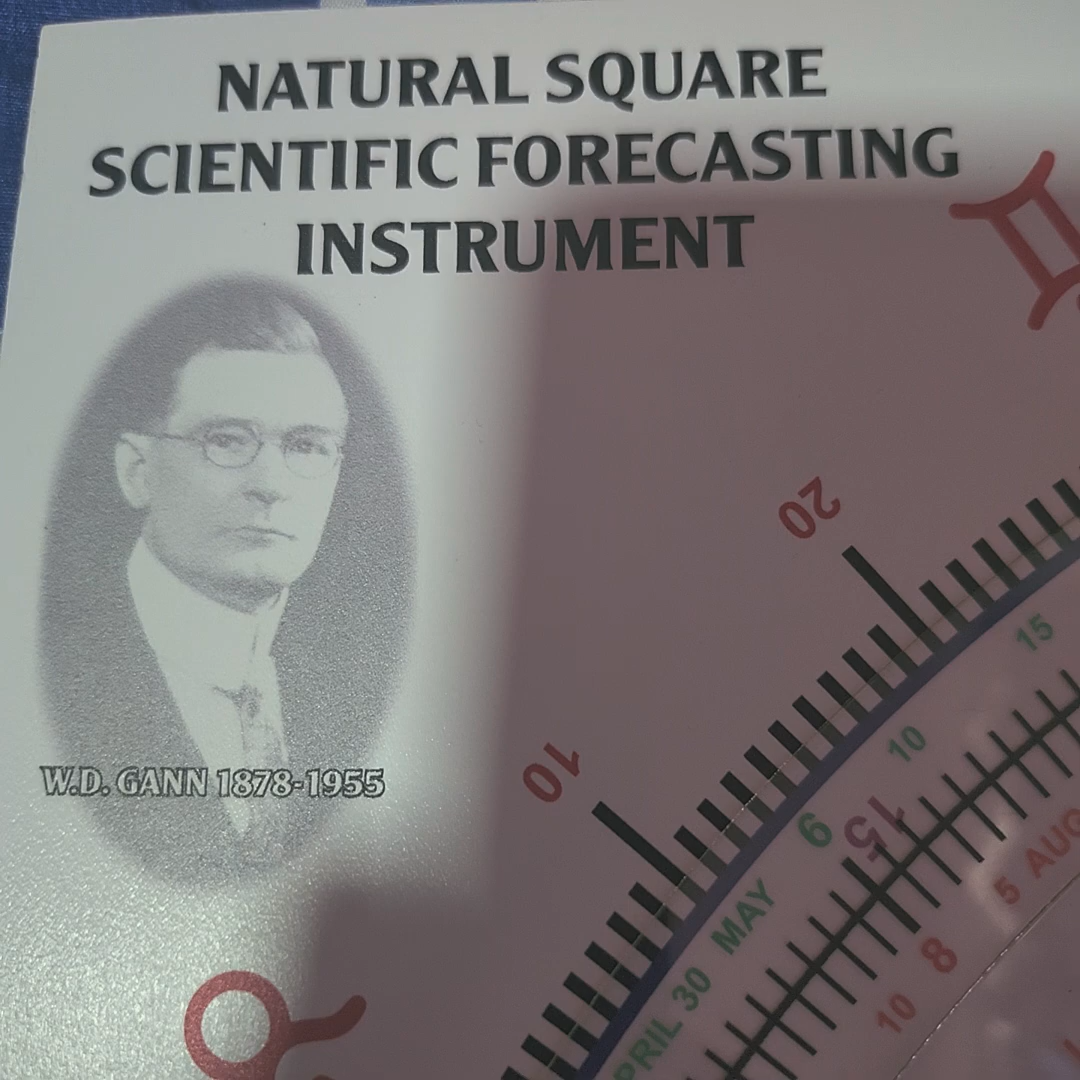 NATURAL SQUARE
SCIENTIFIC FORECASTING
INSTRUMENT
W.D. GANN 1878-1955
20
10
15
10
6
15
MAY
30
PRIL
5 AUG
8
10